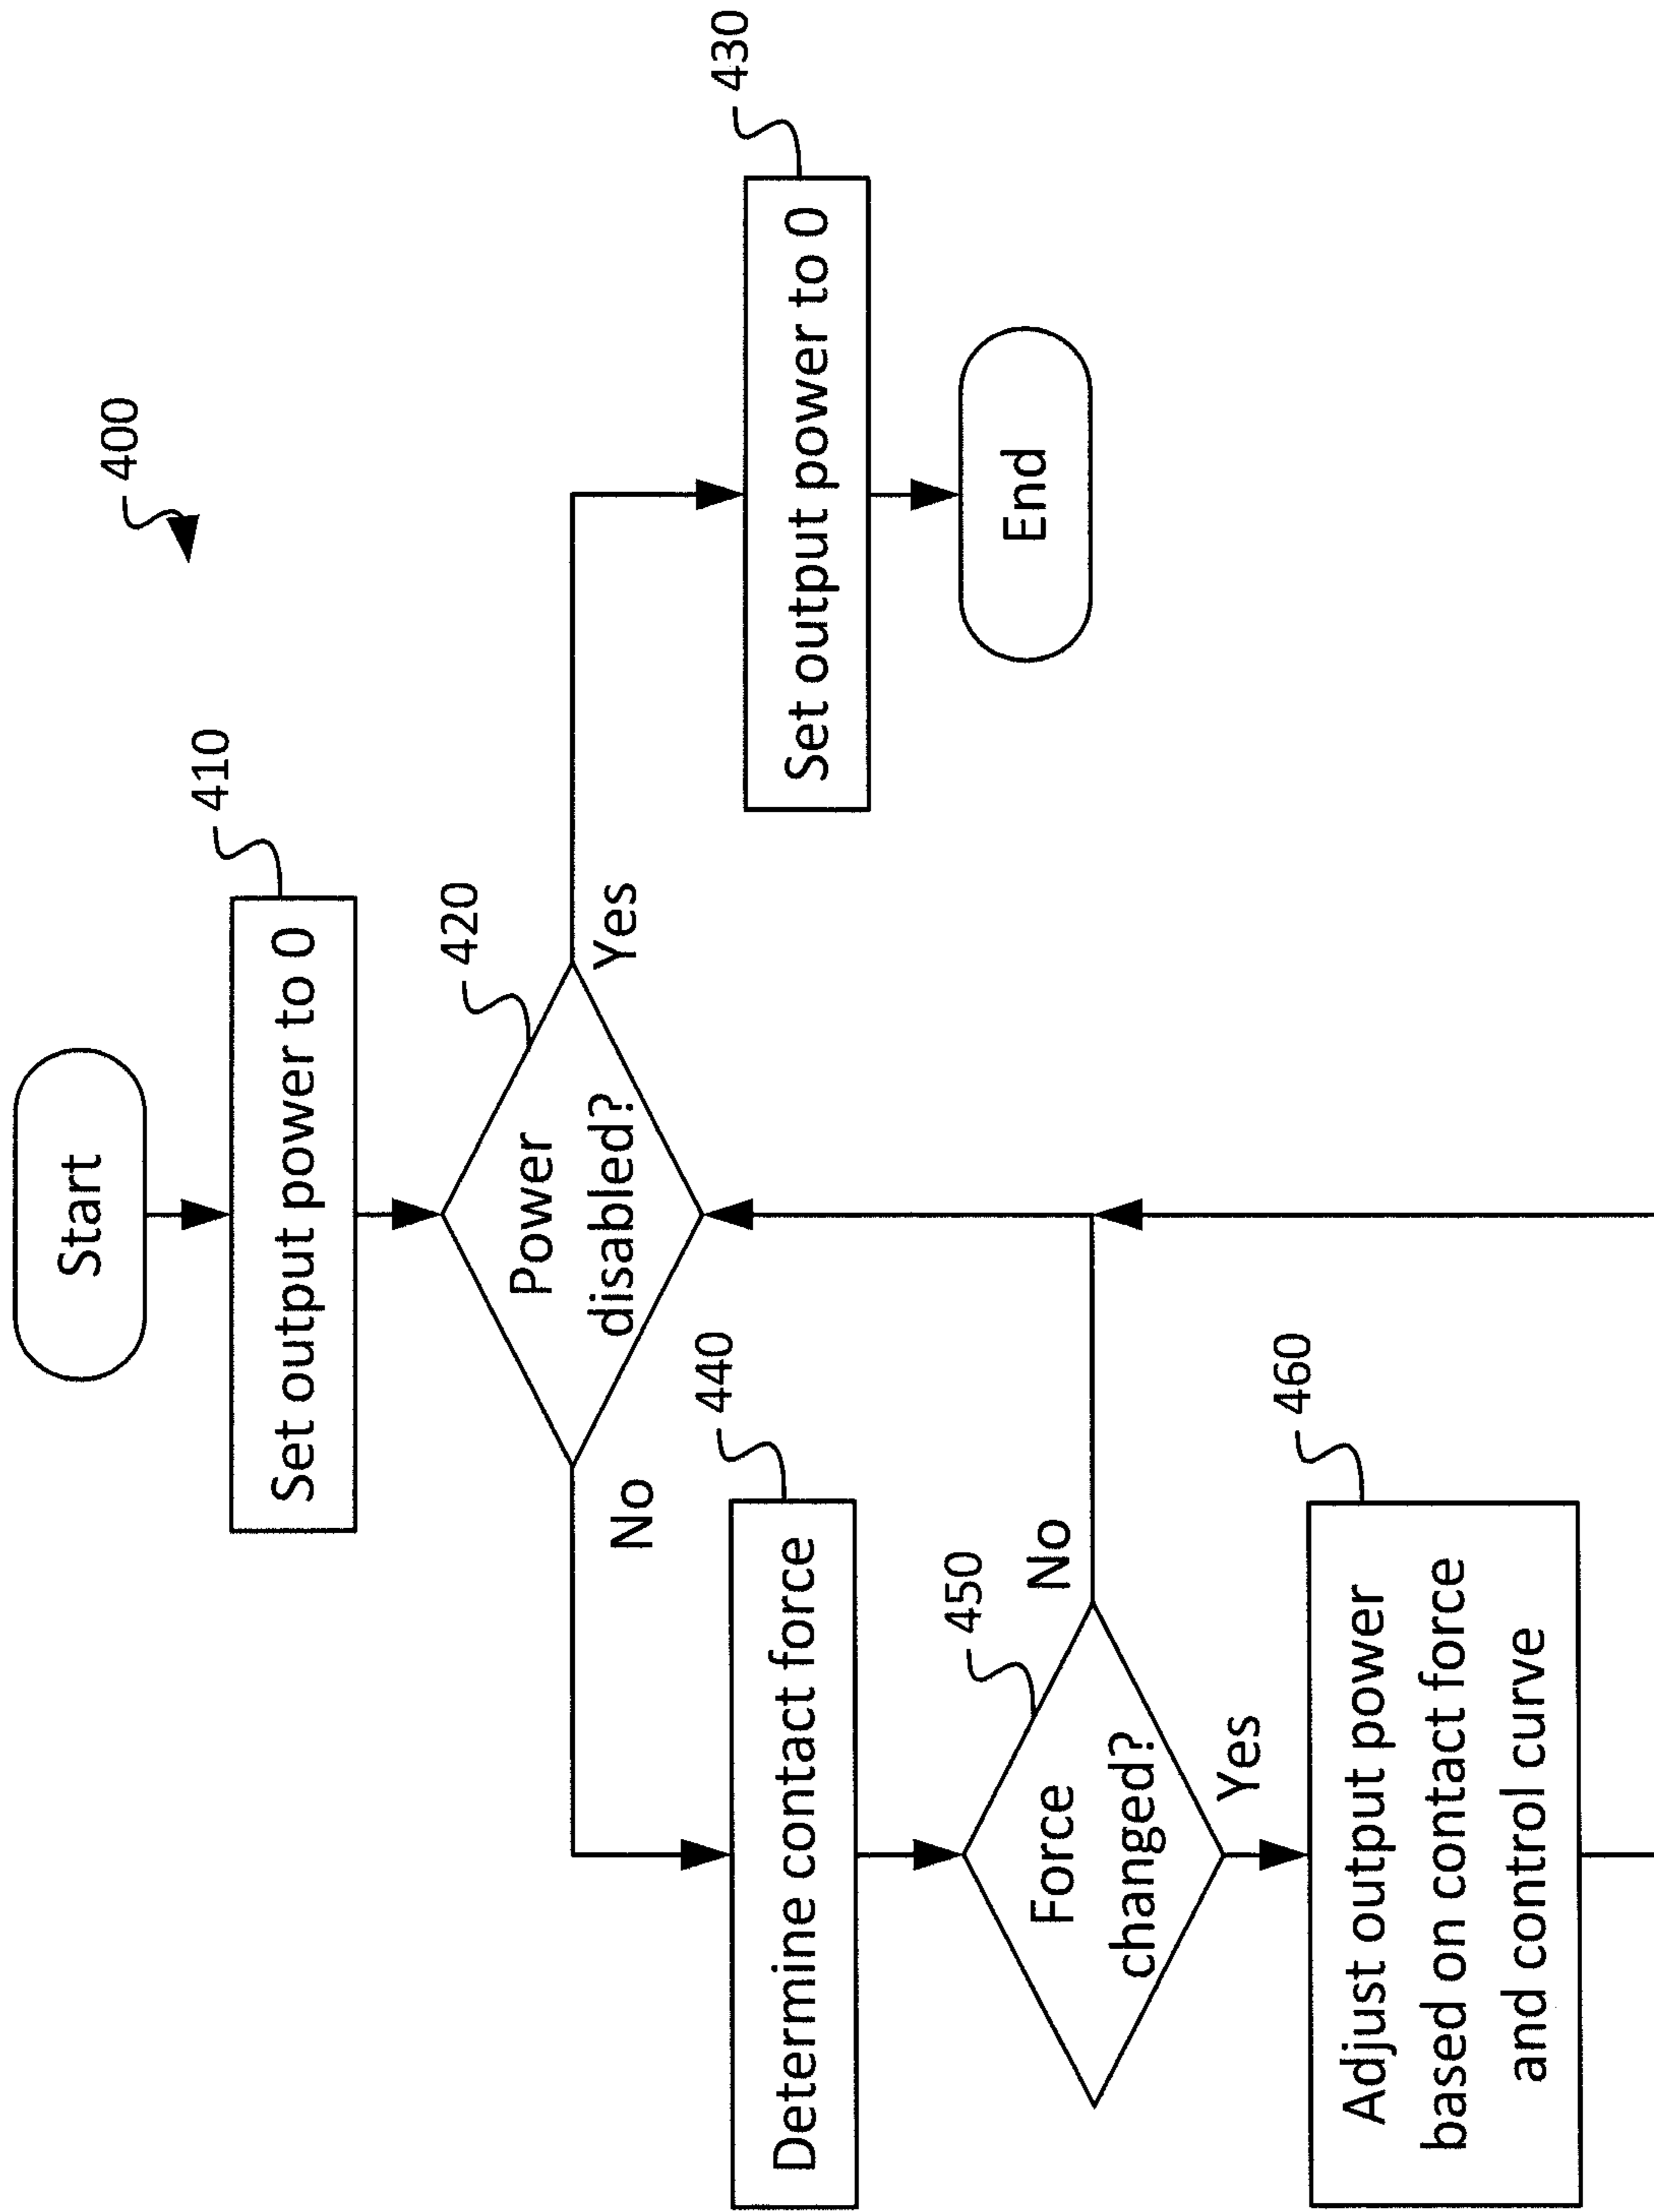 400
Start
Set output power to 0
410
Power
disabled?
420
Yes
No
Set output power to 0
430
End
Determine contact force
440
Force
changed?
450
No
Yes
Adjust output power
based on contact force
and control curve
460